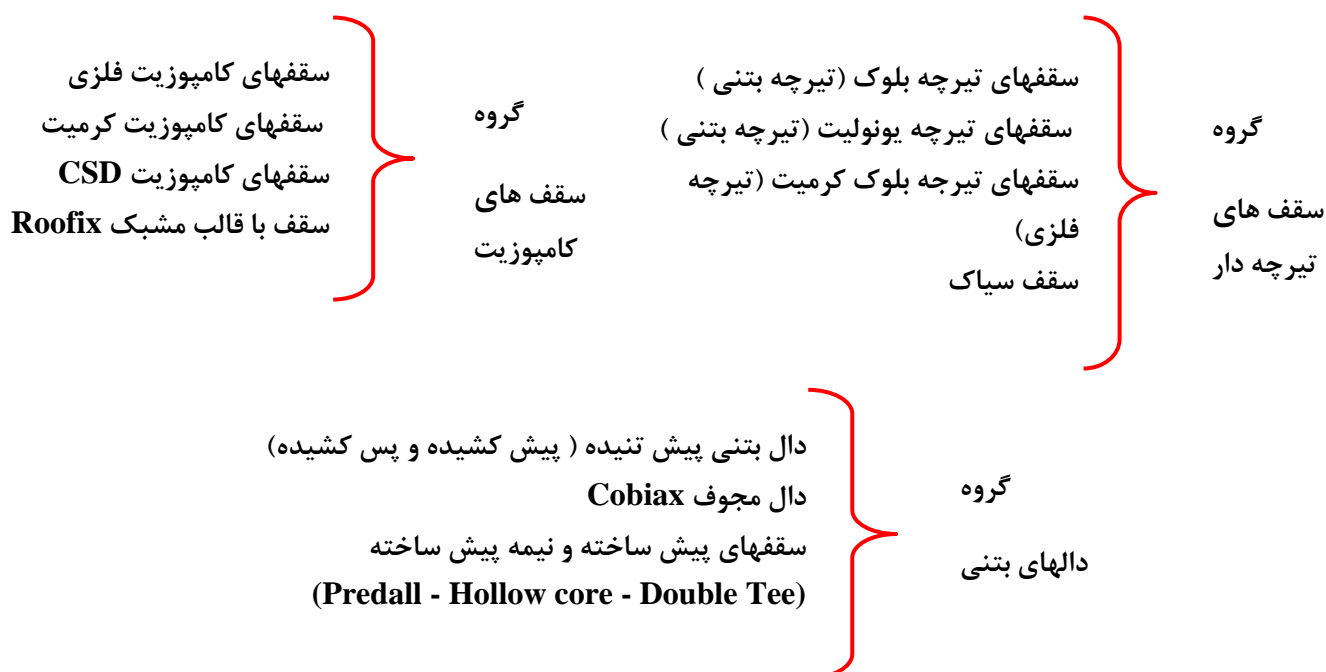 گروه
سقف های
تیرچه دار
سقفهای تیرچه بلوک (تیرچه بتنی )
سقفهای تیرچه یونولیت (تیرچه بتنی )
سقفهای تیرجه بلوک کرمیت (تیرچه
فلزی)
سقف سیاک
گروه
سقف های
کامپوزیت
سقفهای کامپوزیت فلزی
سقفهای کامپوزیت کرمیت
سقفهای کامپوزیت CSD
سقف با قالب مشبک Roofix
گروه
دالهای بتنی
دال بتنی پیش تنیده ( پیش کشیده و پس کشیده)
دال مجوف Cobiax
سقفهای پیش ساخته و نیمه پیش ساخته
(Predall - Hollow core - Double Tee)